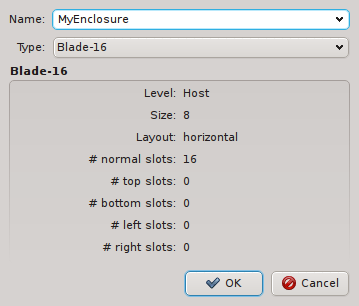 Name: MyEnclosure
Type: Blade-16
Blade-16
Level: Host
Size: 8
Layout: horizontal
# normal slots: 16
# top slots: 0
# bottom slots: 0
# left slots: 0
# right slots: 0
OK Cancel